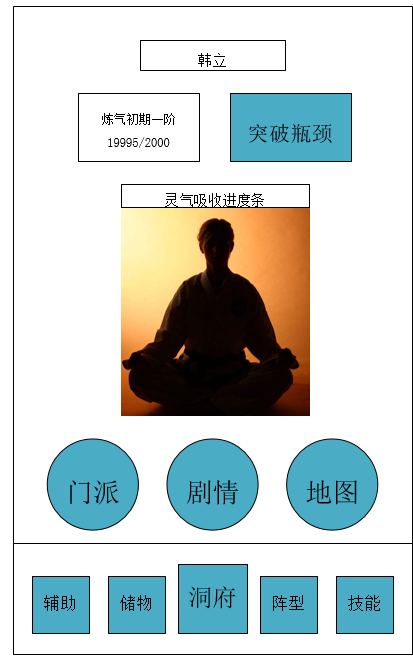 韩立
炼气初期一阶
19995/2000
突破瓶颈
灵气吸收进度条
门派
剧情
地图
辅助
储物
洞府
阵型
技能